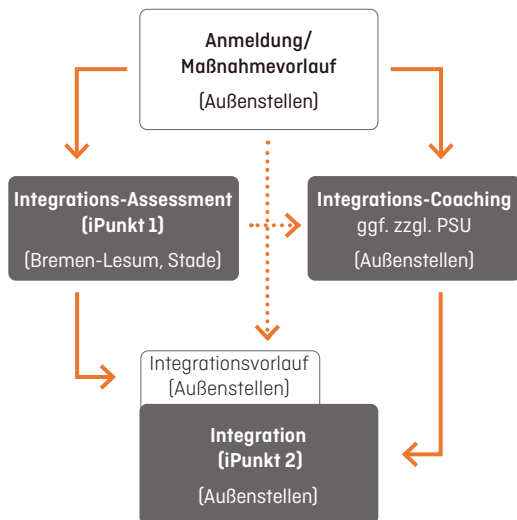 Anmeldung/
Maßnahmevorlauf
(Außenstellen)
Integrations-Assessment
(iPunkt 1)
(Bremen-Lesum, Stade)
Integrations-Coaching
ggf. zzgl. PSU
(Außenstellen)
Integrationsvorlauf
(Außenstellen)
Integration
(iPunkt 2)
(Außenstellen)